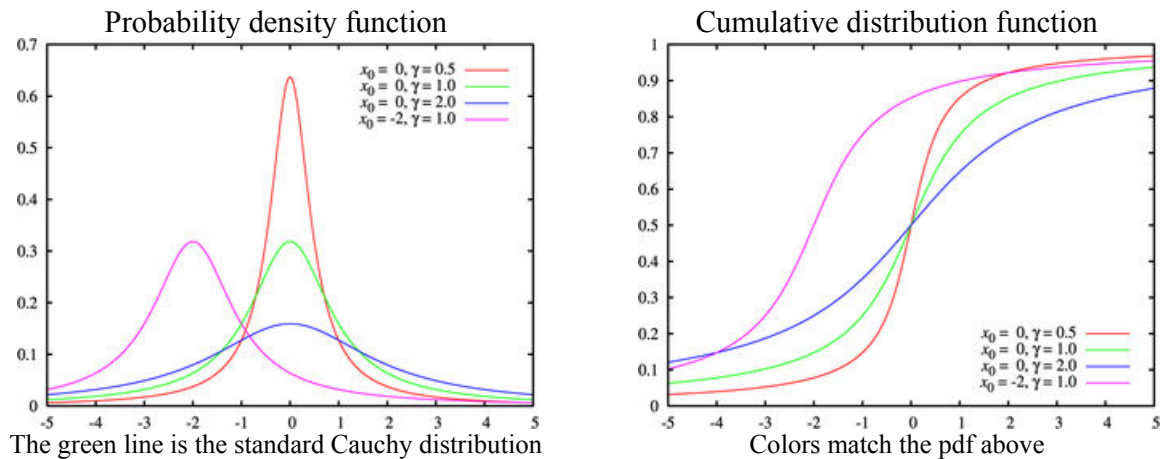 Probability density function
0.7
0.6
0.5
0.4
0.3
0.2
0.1
0
-5 -4 -3 -2 -1 0 1 2 3 4 5
x0 = 0, γ = 0.5
x0 = 0, γ = 1.0
x0 = 0, γ = 2.0
x0 = -2, γ = 1.0
The green line is the standard Cauchy distribution
Cumulative distribution function
1
0.9
0.8
0.7
0.6
0.5
0.4
0.3
0.2
0.1
0
-5 -4 -3 -2 -1 0 1 2 3 4 5
x0 = 0, γ = 0.5
x0 = 0, γ = 1.0
x0 = 0, γ = 2.0
x0 = -2, γ = 1.0
Colors match the pdf above